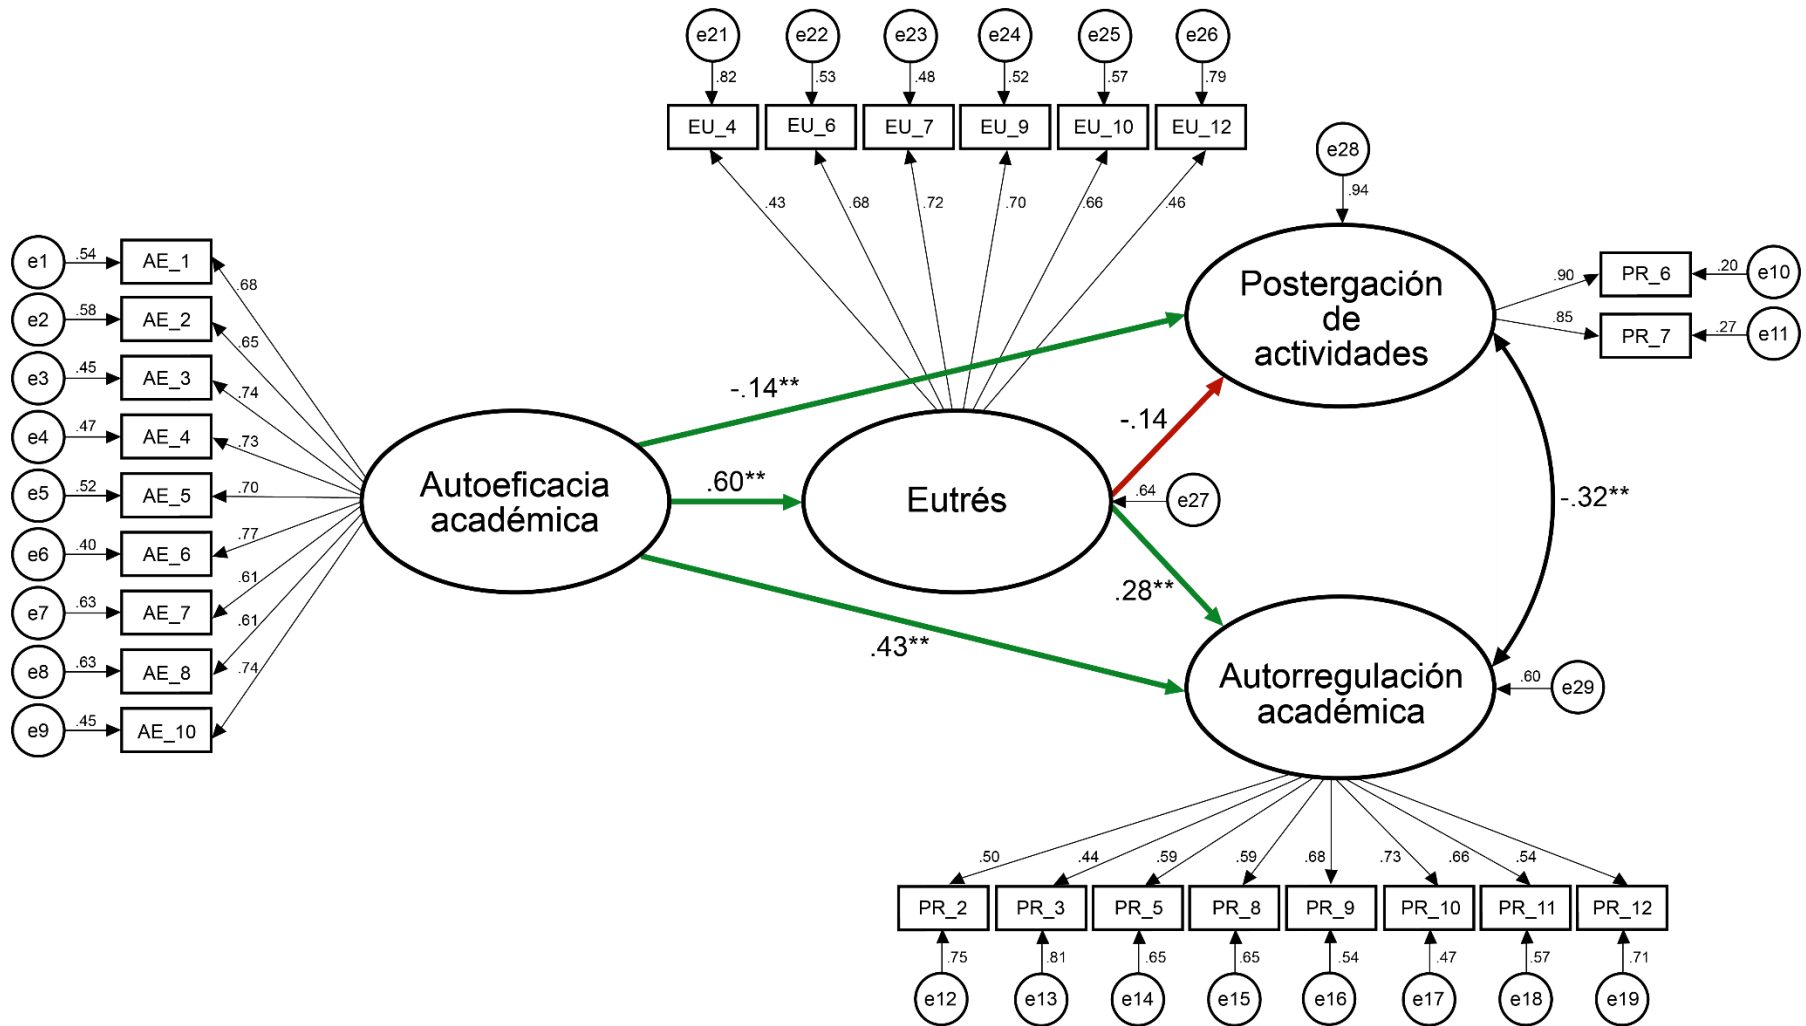 e21 e22 e23 e24 e25 e26
.82 .53 .48 .52 .57 .79
EU_4 EU_6 EU_7 EU_9 EU_10 EU_12
e28
.94
.43 .68 .72 .70 .66 .46
e1 .54 AE_1 .68
e2 .58 AE_2 .65
e3 .45 AE_3 .74
e4 .47 AE_4 .73
e5 .52 AE_5 .70
e6 .40 AE_6 .77
e7 .63 AE_7 .61
e8 .63 AE_8 .61
e9 .45 AE_10 .74
Autoeficacia
académica
-.14**
.60**
.43**
Eutrés
.64 e27
-.14
.28**
Postergación
de
actividades
.90 PR_6 .20 e10
.85 PR_7 .27 e11
-.32**
Autorregulación
académica
.60 e29
.50 .44 .59 .59 .68 .73 .66 .54
PR_2 PR_3 PR_5 PR_8 PR_9 PR_10 PR_11 PR_12
.75 .81 .65 .65 .54 .47 .57 .71
e12 e13 e14 e15 e16 e17 e18 e19